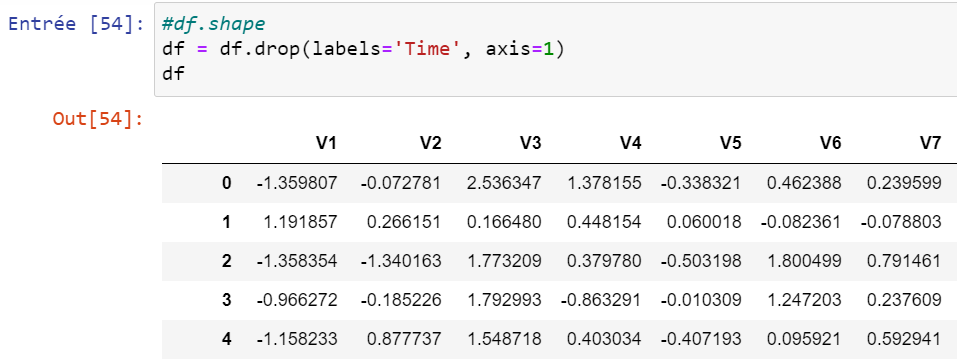 Entrée [54]: #df.shape
df = df.drop(labels='Time', axis=1)
df
Out[54]:
V1 V2 V3 V4 V5 V6 V7
0 -1.359807 -0.072781 2.536347 1.378155 -0.338321 0.462388 0.239599
1 1.191857 0.266151 0.166480 0.448154 0.060018 -0.082361 -0.078803
2 -1.358354 -1.340163 1.773209 0.379780 -0.503198 1.800499 0.791461
3 -0.966272 -0.185226 1.792993 -0.863291 -0.010309 1.247203 0.237609
4 -1.158233 0.877737 1.548718 0.403034 -0.407193 0.095921 0.592941